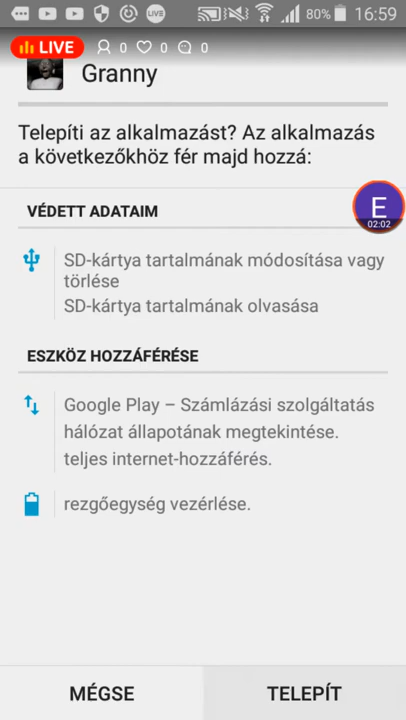 LIVE
80% 16:59
LIVE 0 0 0
Granny
Telepíti az alkalmazást? Az alkalmazás
a következőkhöz fér majd hozzá:
VÉDETT ADATAIM
E
02:02
SD-kártya tartalmának módosítása vagy
törlése
SD-kártya tartalmának olvasása
ESZKÖZ HOZZÁFÉRÉSE
Google Play – Számlázási szolgáltatás
hálózat állapotának megtekintése.
teljes internet-hozzáférés.
rezgőegység vezérlése.
MÉGSE TELEPÍT